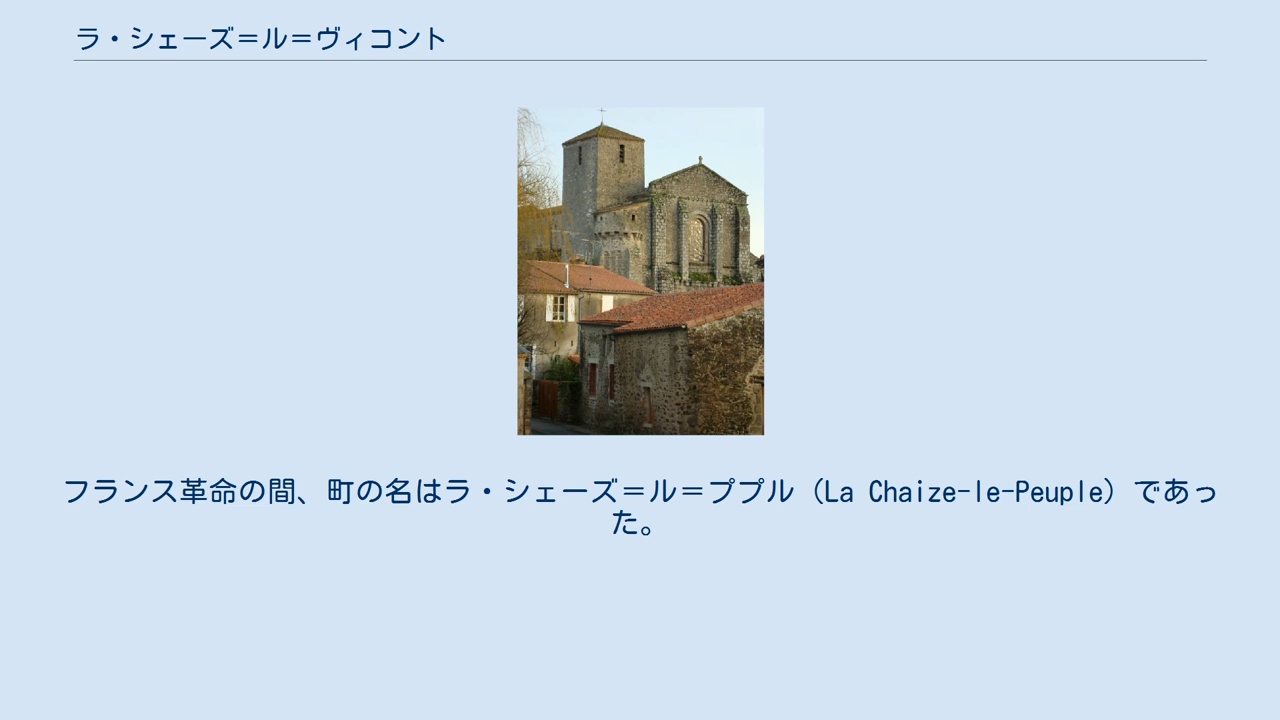 ラ・シェーズ＝ル＝ヴィコント
フランス革命の間、町の名はラ・シェーズ＝ル＝ププル（La Chaize-le-Peuple）であっ
た。